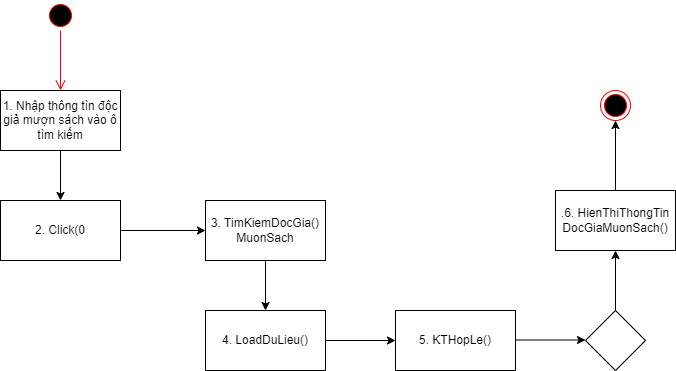 1. Nhập thông tin độc
giả mượn sách vào ô
tìm kiếm
2. Click(0
3. TimKiemDocGia()
MuonSach
4. LoadDuLieu()
5. KTHopLe()
.6. HienThiThongTin
DocGiaMuonSach()